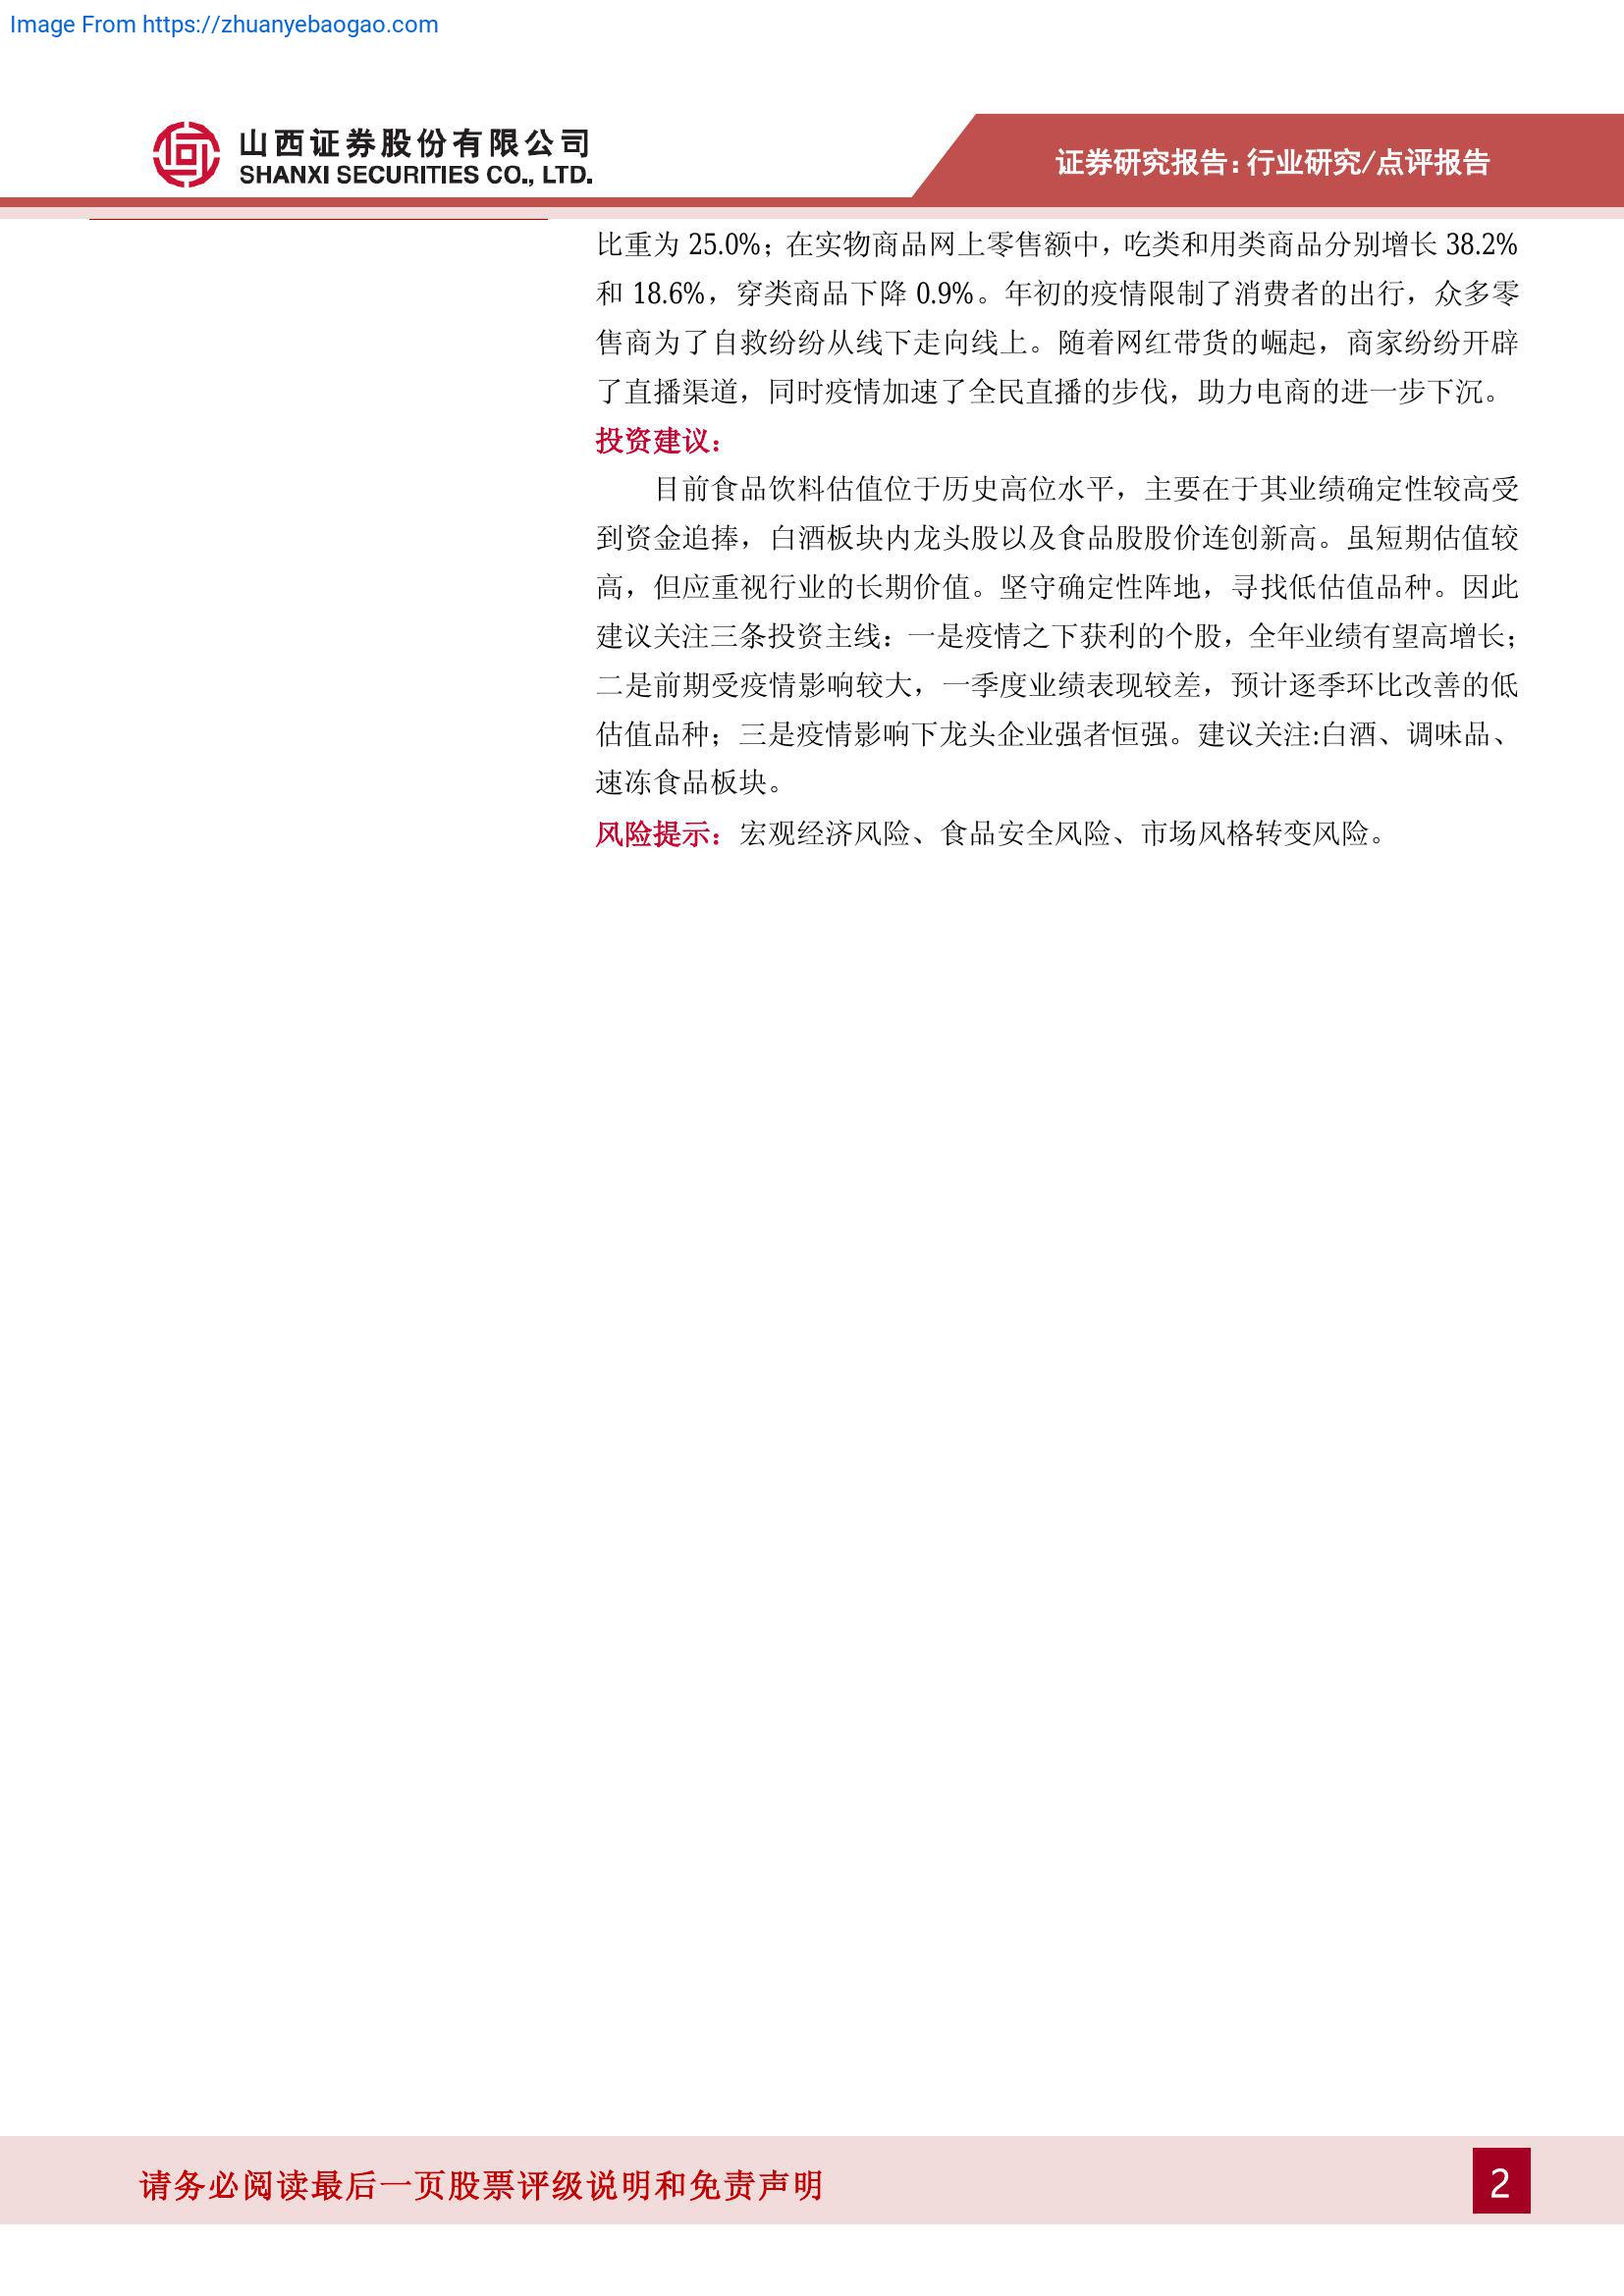 Image From https://zhuanyebaogao.com
山西证券股份有限公司
SHANXI SECURITIES CO., LTD.
证券研究报告:行业研究/点评报告
比重为 25.0%；在实物商品网上零售额中，吃类和用类商品分别增长 38.2%
和 18.6%，穿类商品下降 0.9%。年初的疫情限制了消费者的出行，众多零
售商为了自救纷纷从线下走向线上。随着网红带货的崛起，商家纷纷开辟
了直播渠道，同时疫情加速了全民直播的步伐，助力电商的进一步下沉。
投资建议：
目前食品饮料估值位于历史高位水平，主要在于其业绩确定性较高受
到资金追捧，白酒板块内龙头股以及食品股股价连创新高。虽短期估值较
高，但应重视行业的长期价值。坚守确定性阵地，寻找低估值品种。因此
建议关注三条投资主线：一是疫情之下获利的个股，全年业绩有望高增长；
二是前期受疫情影响较大，一季度业绩表现较差，预计逐季环比改善的低
估值品种；三是疫情影响下龙头企业强者恒强。建议关注:白酒、调味品、
速冻食品板块。
风险提示：宏观经济风险、食品安全风险、市场风格转变风险。
请务必阅读最后一页股票评级说明和免责声明
2